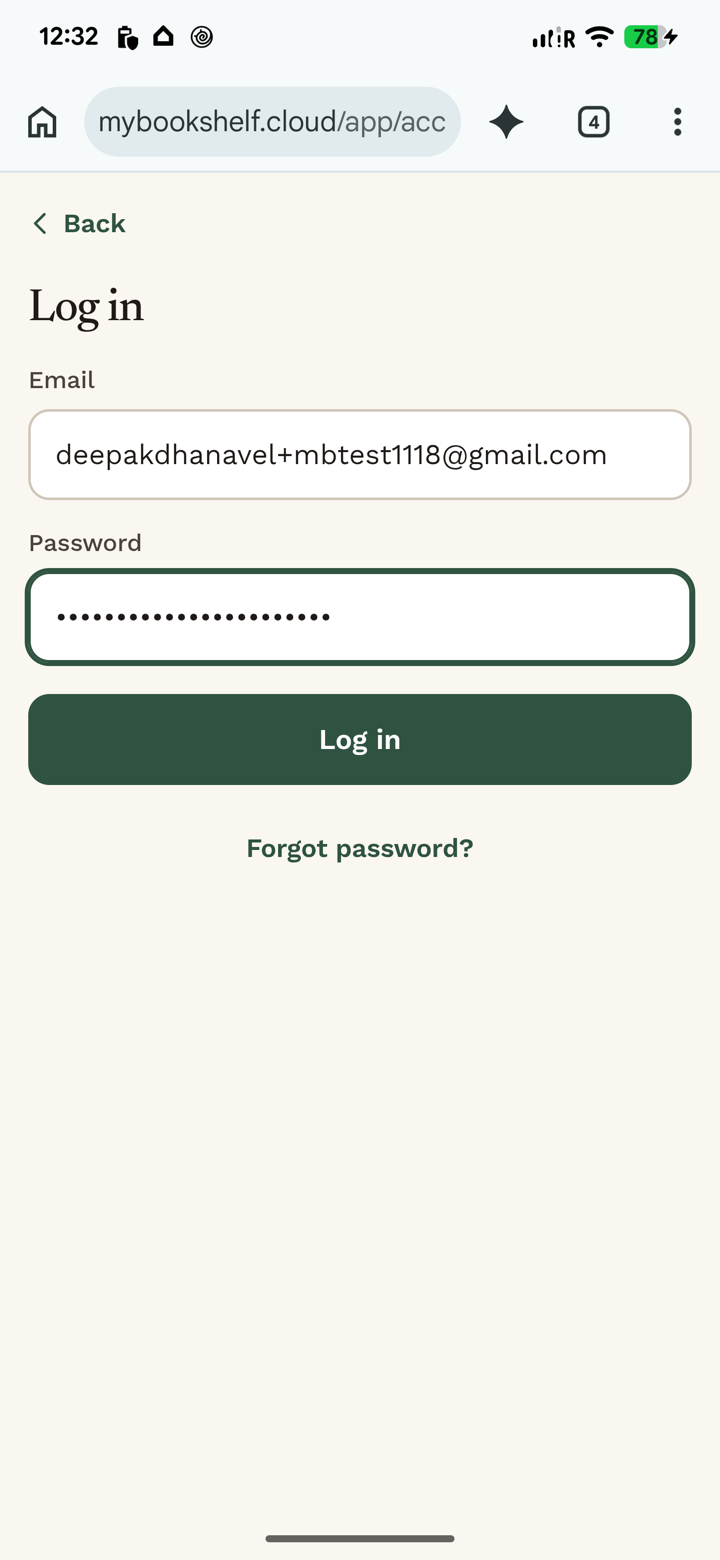 12:32
R
78
mybookshelf.cloud/app/acc
4
Back
Log in
Email
deepakdhanavel+mbtest1118@gmail.com
Password
••••••••••••••••••••••
Log in
Forgot password?